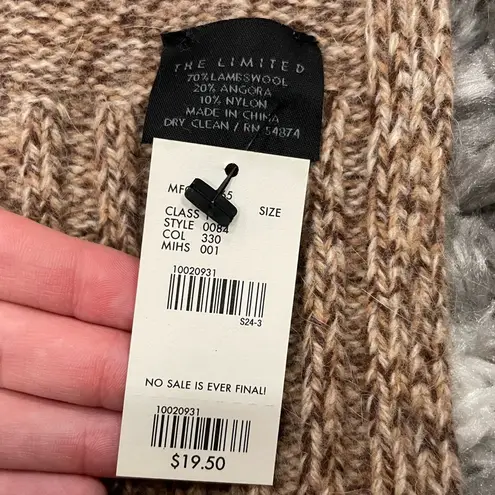 THE LIMITED
70% LAMBSWOOL
20% ANGORA
10% NYLON
MADE IN CHINA
DRY CLEAN / RN 54874
SIZE
CLASS
STYLE 0084
COL 330
MIHS 001
10020931
S24-3
NO SALE IS EVER FINAL!
10020931
$19.50